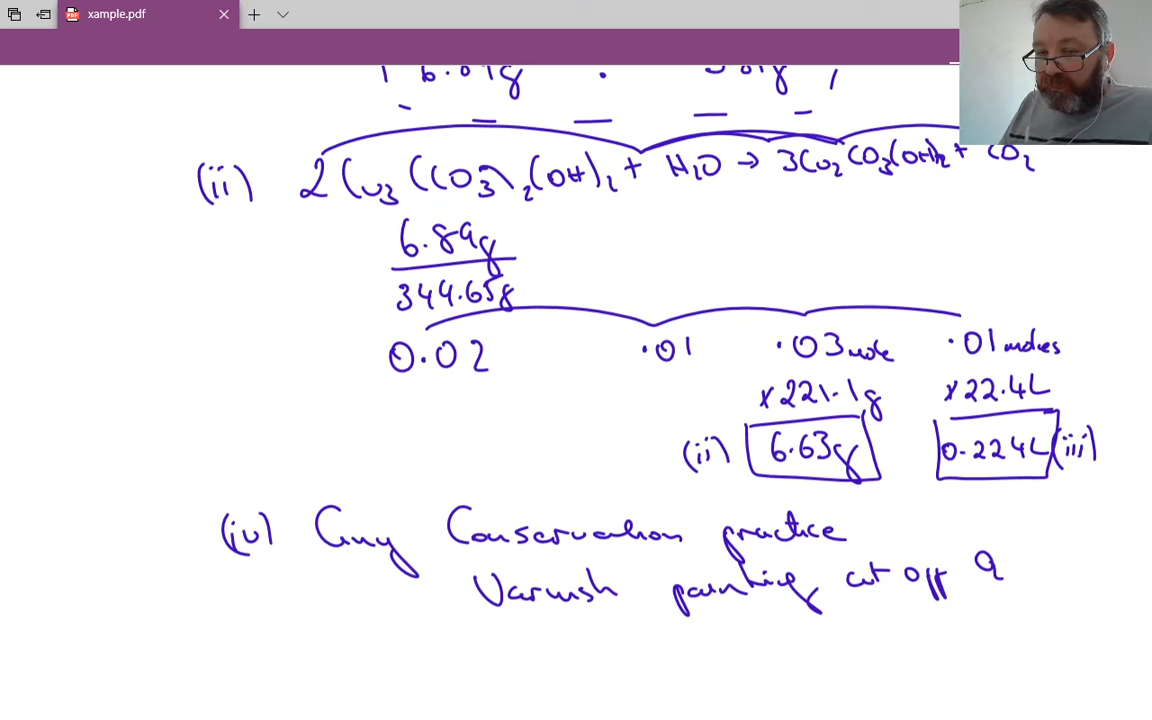 xample.pdf
(ii) 2Cu3(CO3)2(OH)2 + H2O → 3Cu2CO3(OH)2 + CO2
6.89g
344.65g
0.02 .01 .03 mole .01 moles
x221.1g x22.4L
(ii) 6.63g 0.224L (iii)
(iv) Any Conservation practice
Varnish painting cut off